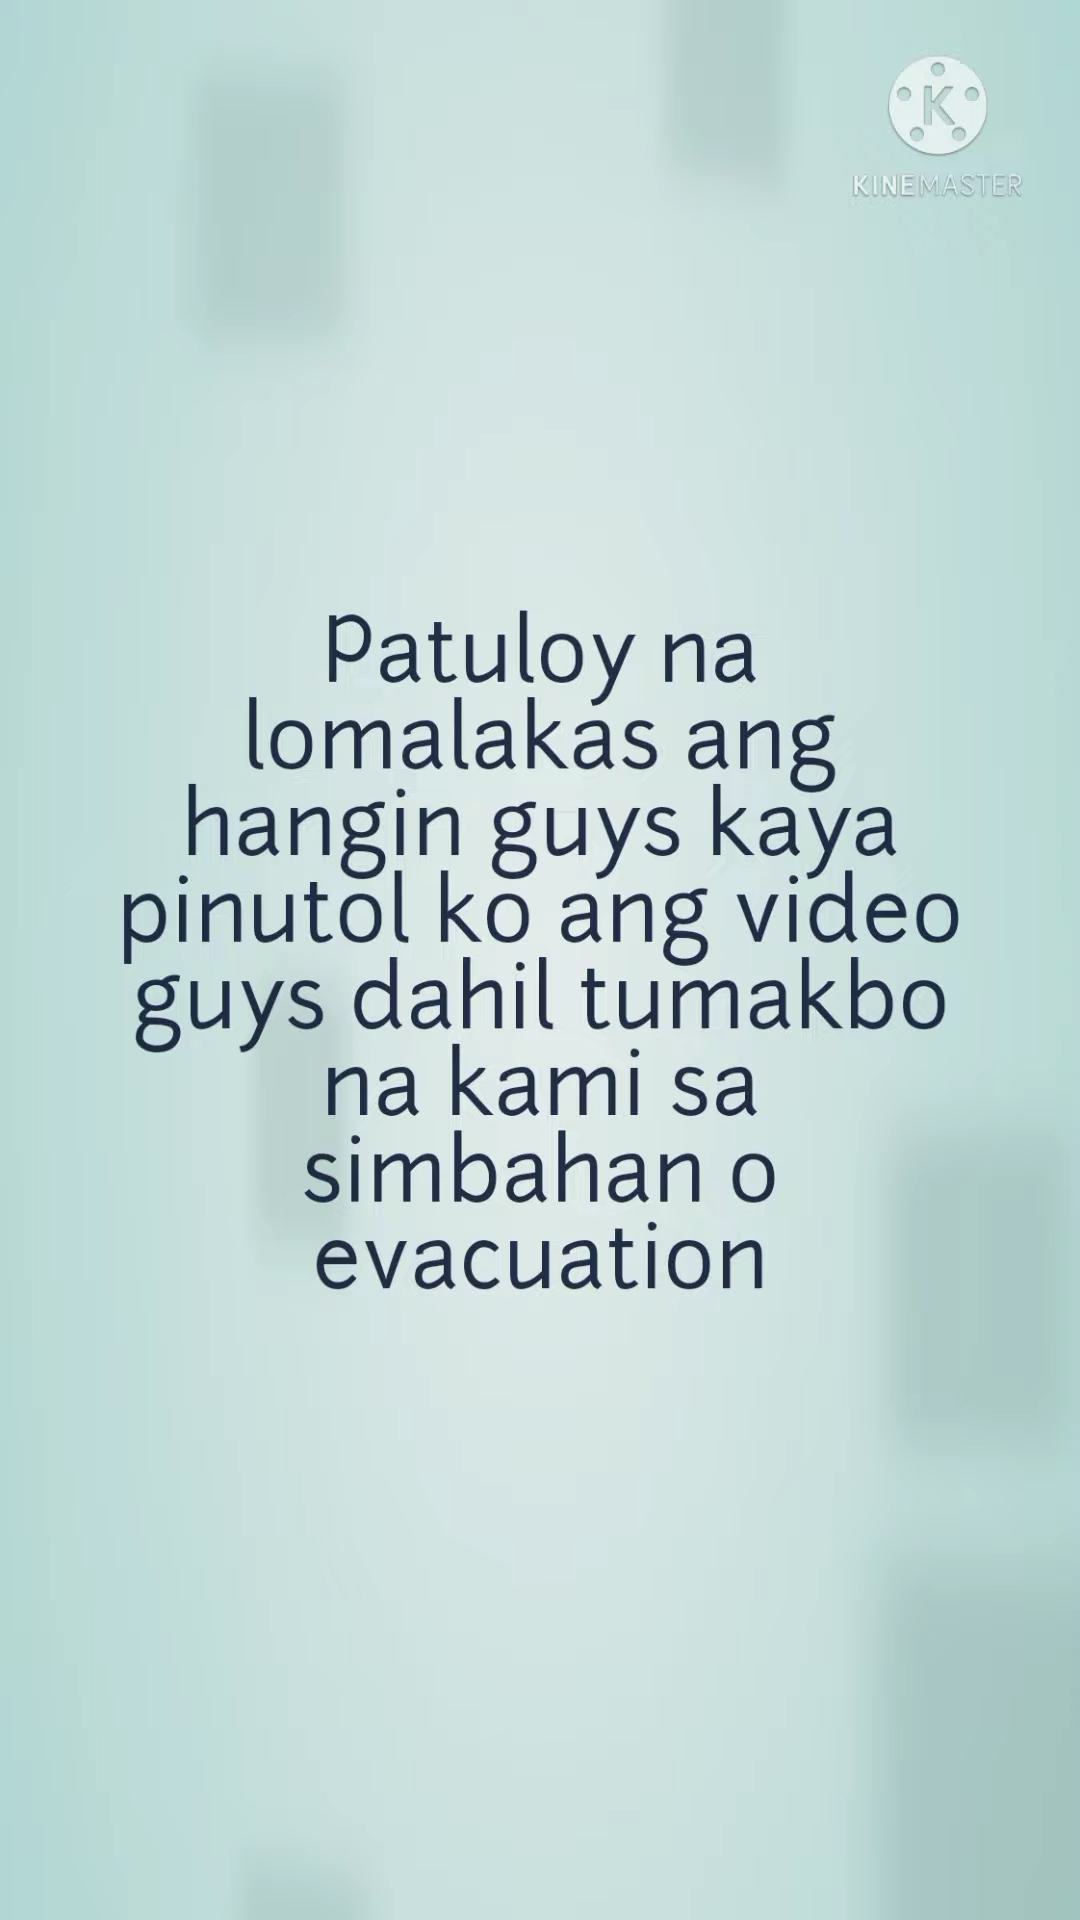 KINEMASTER
Patuloy na
lomalakas ang
hangin guys kaya
pinutol ko ang video
guys dahil tumakbo
na kami sa
simbahan o
evacuation